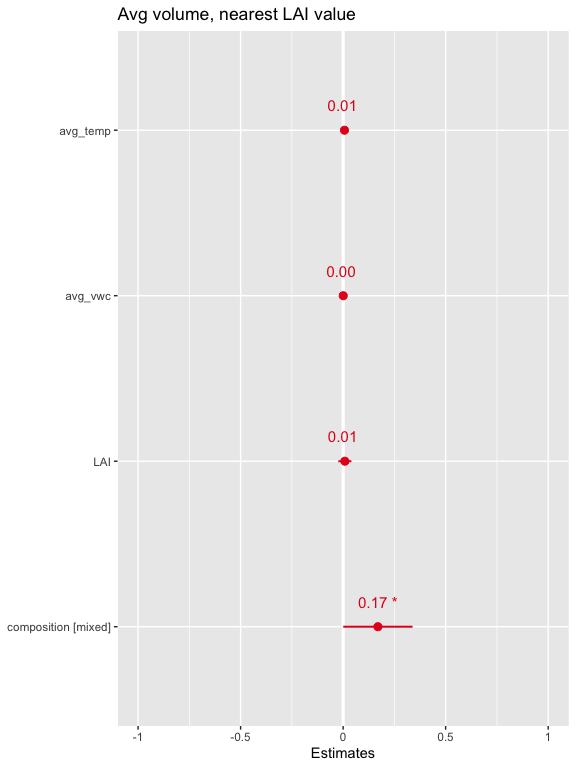 Avg volume, nearest LAI value
0.01
avg_temp
0.00
avg_vwc
0.01
LAI
0.17 *
composition [mixed]
-1 -0.5 0 0.5 1
Estimates